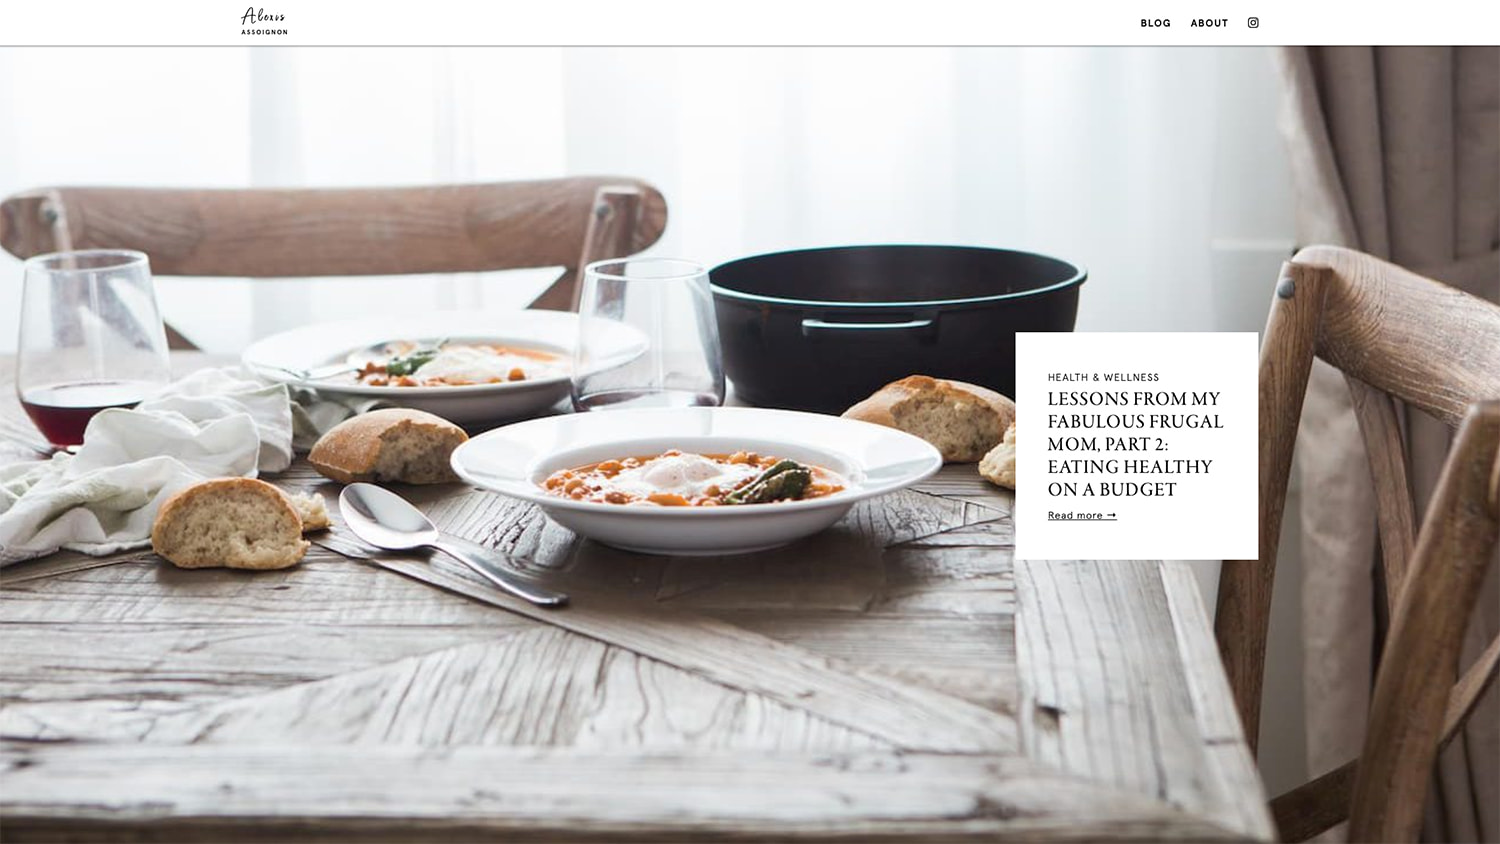 Alexis
ASSOIGNON
BLOG ABOUT
HEALTH & WELLNESS
LESSONS FROM MY
FABULOUS FRUGAL
MOM, PART 2:
EATING HEALTHY
ON A BUDGET
Read more →